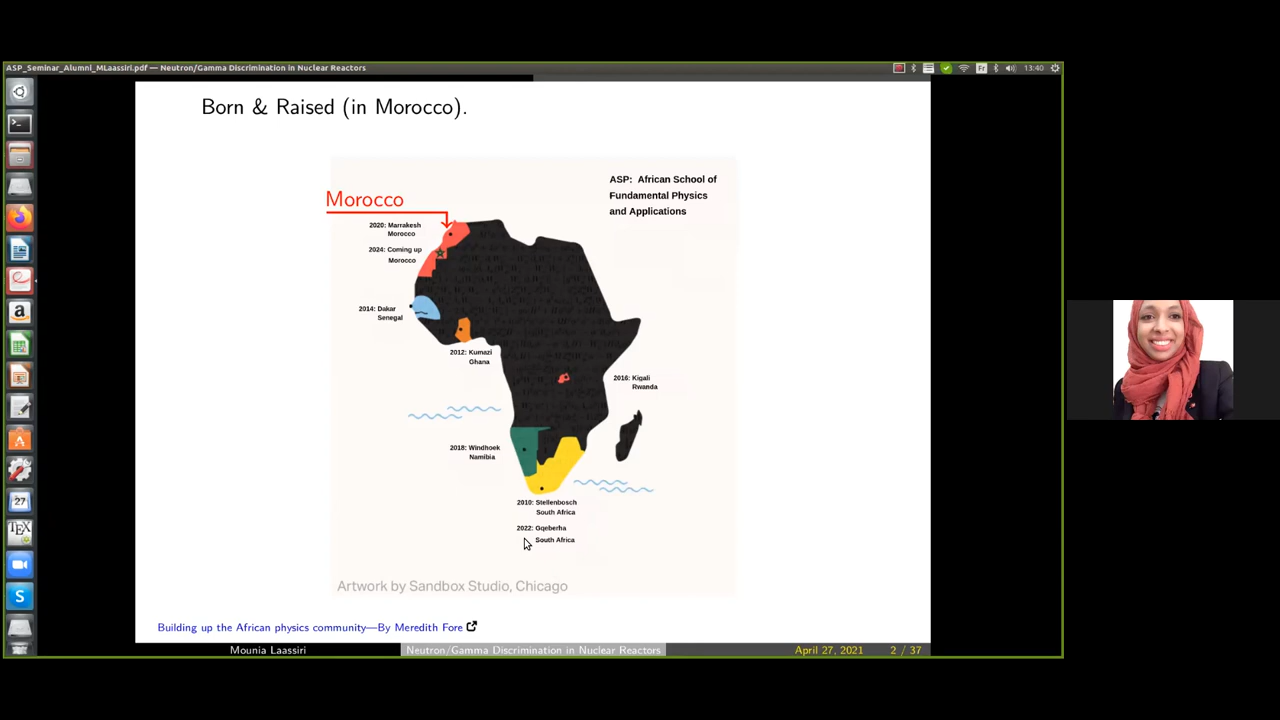 ASP_Seminar_Alumni_MLaassiri.pdf — Neutron/Gamma Discrimination in Nuclear Reactors
Fr
13:40
Born & Raised (in Morocco).
ASP: African School of
Fundamental Physics
and Applications
Morocco
2020: Marrakesh
Morocco
2024: Coming up
Morocco
2014: Dakar
Senegal
2012: Kumazi
Ghana
2016: Kigali
Rwanda
2018: Windhoek
Namibia
2010: Stellenbosch
South Africa
2022: Oqeberha
South Africa
Artwork by Sandbox Studio, Chicago
Building up the African physics community—By Meredith Fore
Mounia Laassiri
Neutron/Gamma Discrimination in Nuclear Reactors
April 27, 2021
2 / 37
a
A
27
TEX
S